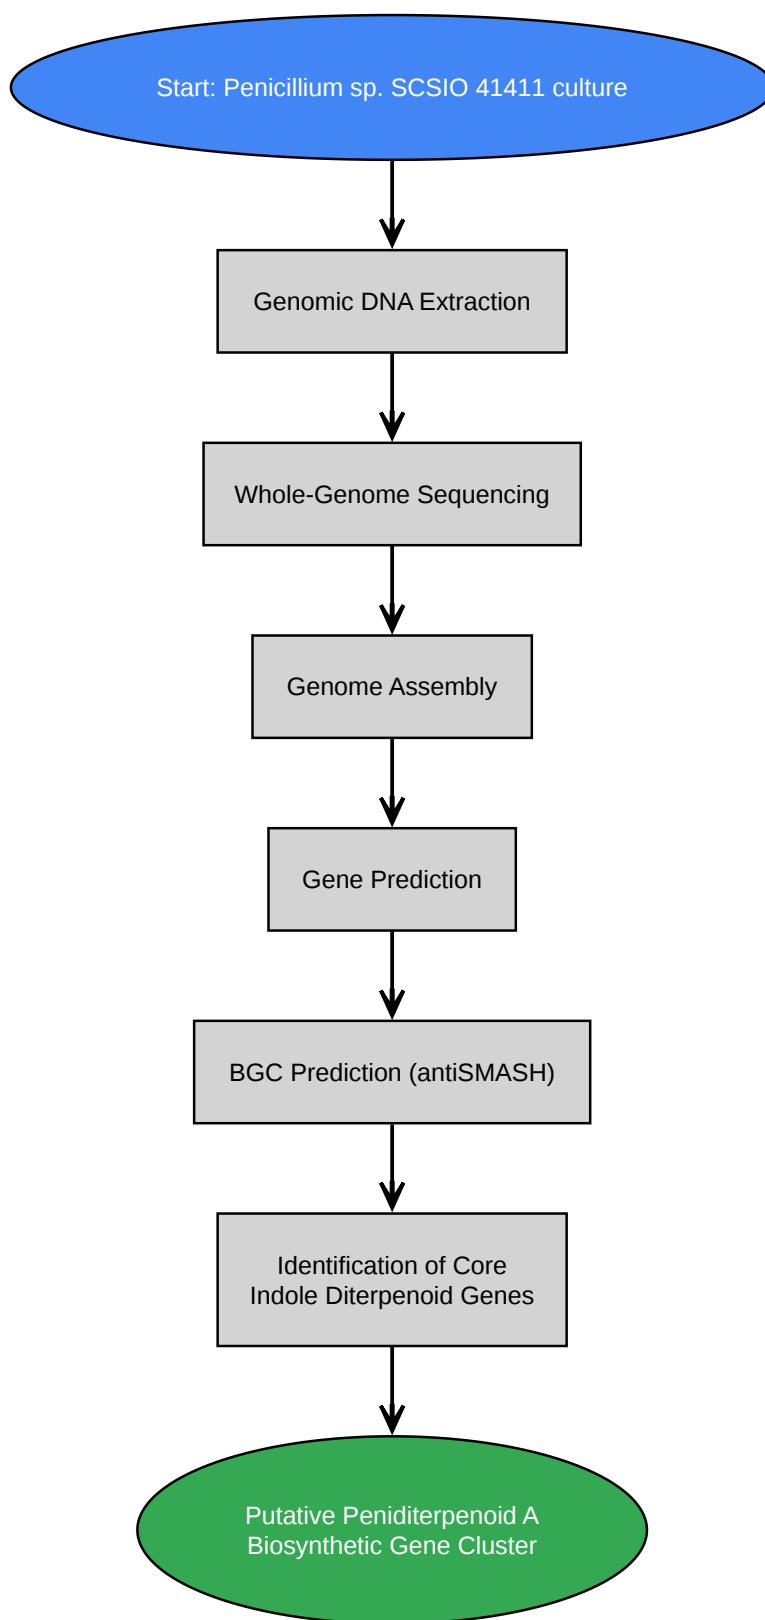 Start: Penicillium sp. SCSIO 41411 culture
Genomic DNA Extraction
Whole-Genome Sequencing
Genome Assembly
Gene Prediction
BGC Prediction (antiSMASH)
Identification of Core
Indole Diterpenoid Genes
Putative Peniditerpenoid A
Biosynthetic Gene Cluster